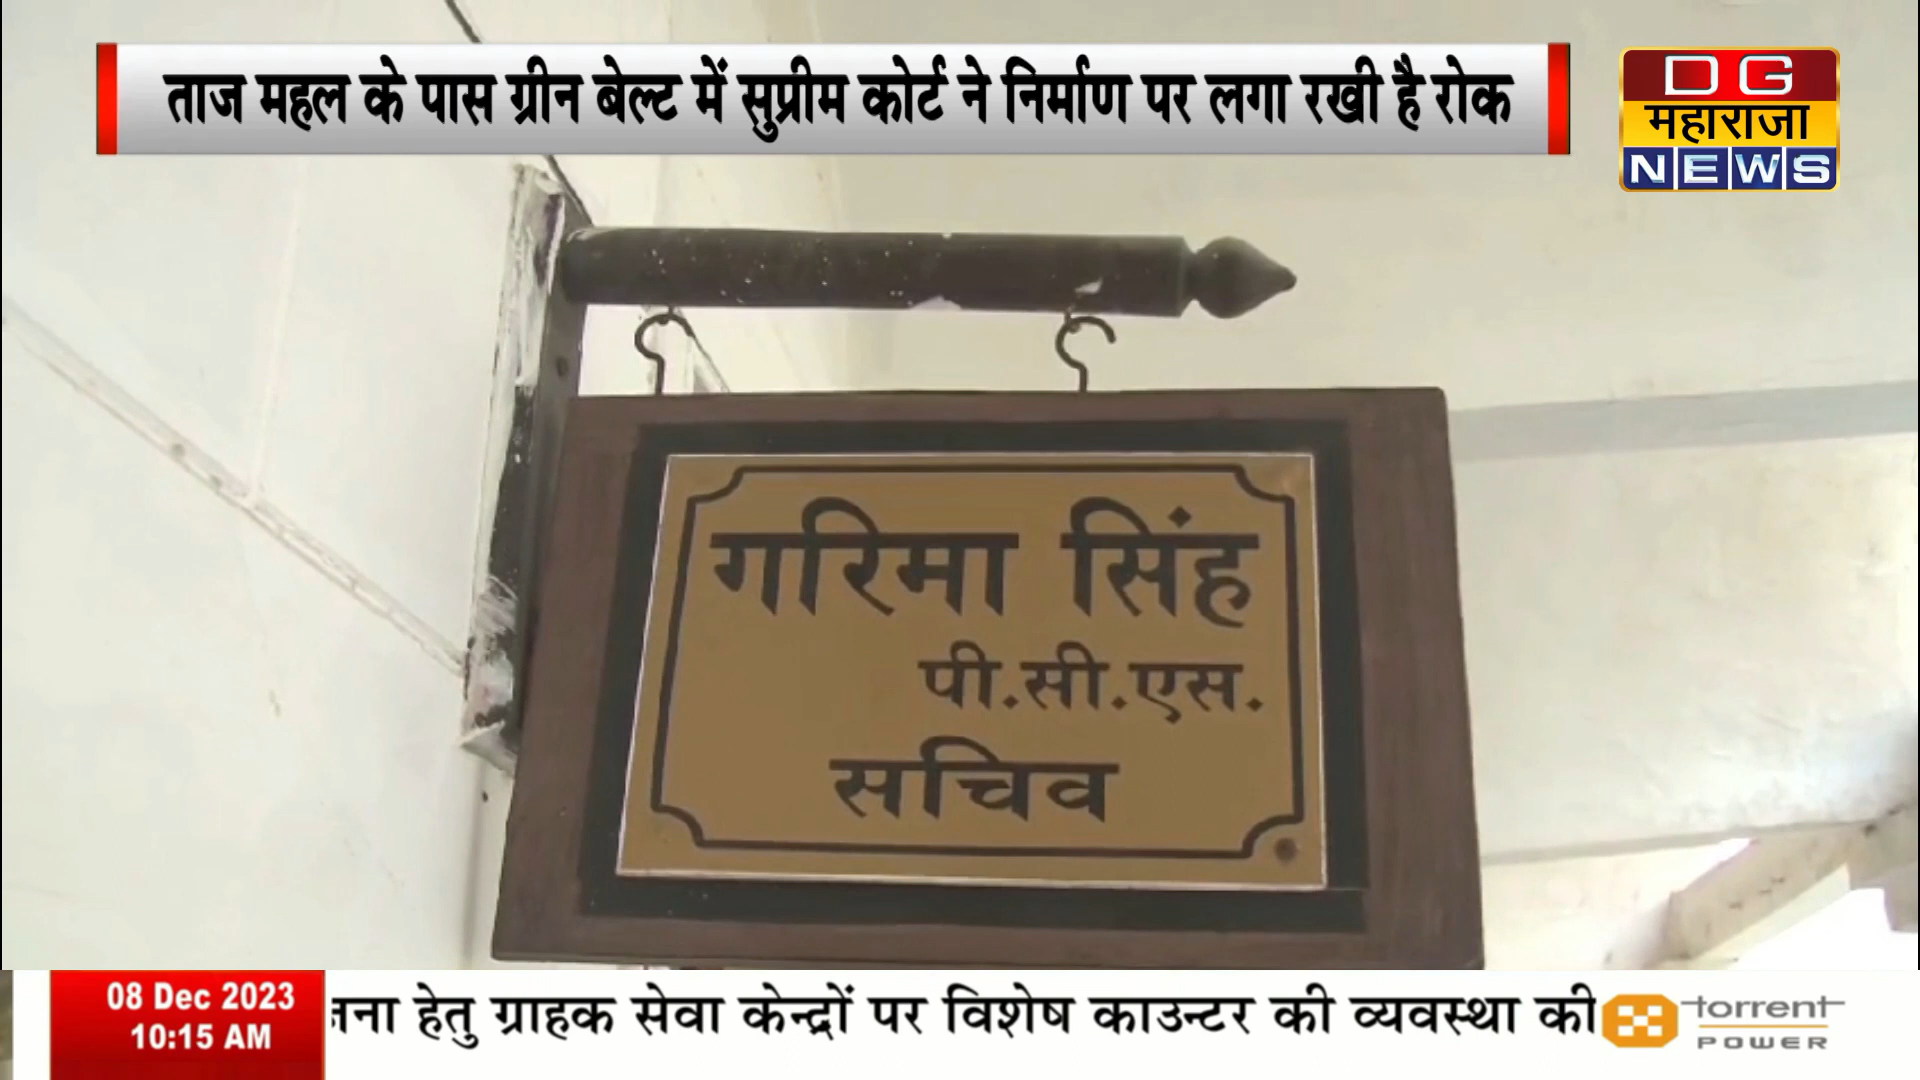 ताज महल के पास ग्रीन बेल्ट में सुप्रीम कोर्ट ने निर्माण पर लगा रखी है रोक
DG
महाराजा
NEWS
गरिमा सिंह
पी.सी.एस.
सचिव
08 Dec 2023
10:15 AM
हेतु ग्राहक सेवा केन्द्रों पर विशेष काउन्टर की व्यवस्था की
torrent
POWER